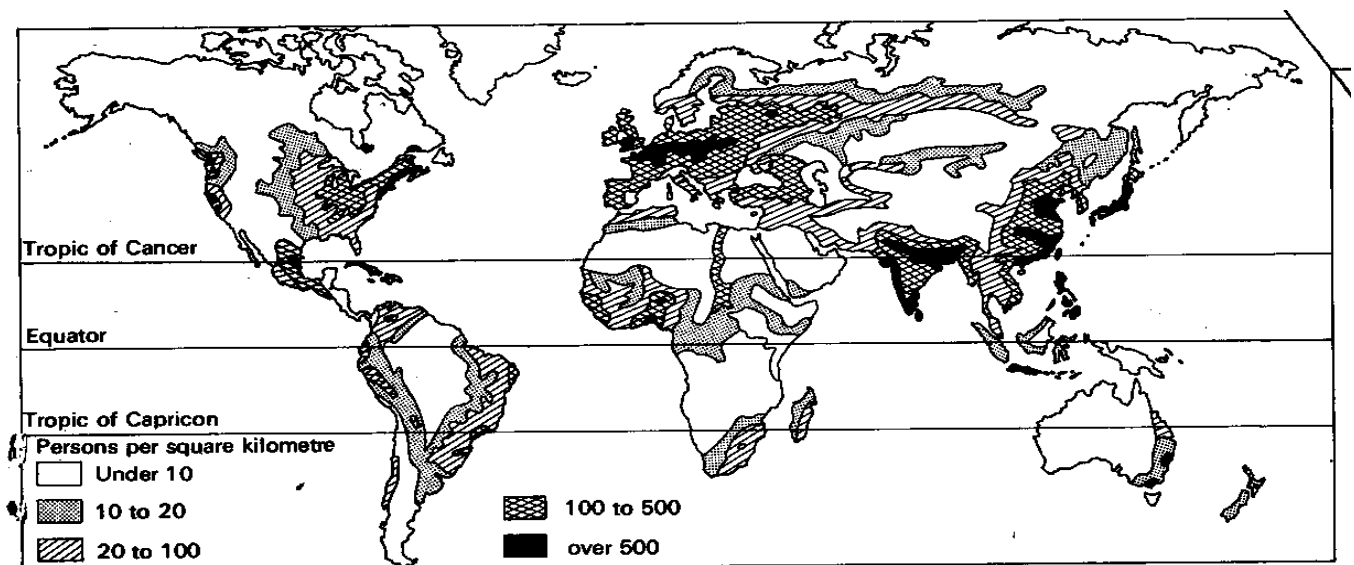 Tropic of Cancer
Equator
Tropic of Capricon
Persons per square kilometre
Under 10
10 to 20
20 to 100
100 to 500
over 500